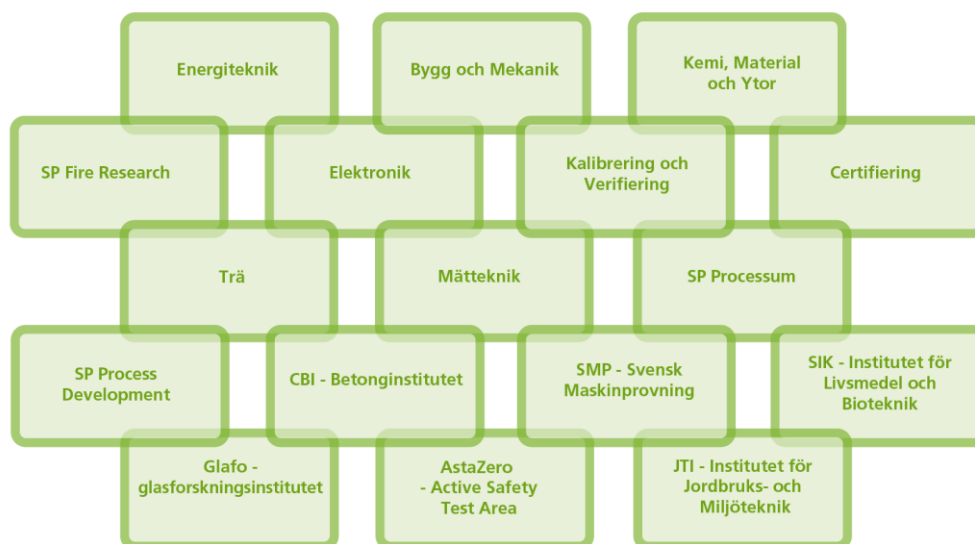 Energiteknik
Bygg och Mekanik
Kemi, Material
och Ytor
SP Fire Research
Elektronik
Kalibrering och
Verifiering
Certifiering
Trä
Mätteknik
SP Processum
SP Process
Development
CBI - Betonginstitutet
SMP - Svensk
Maskinprovning
SIK - Institutet för
Livsmedel och
Bioteknik
Glafo -
glasforskningsinstitutet
AstaZero
- Active Safety
Test Area
JTI - Institutet för
Jordbruks- och
Miljöteknik